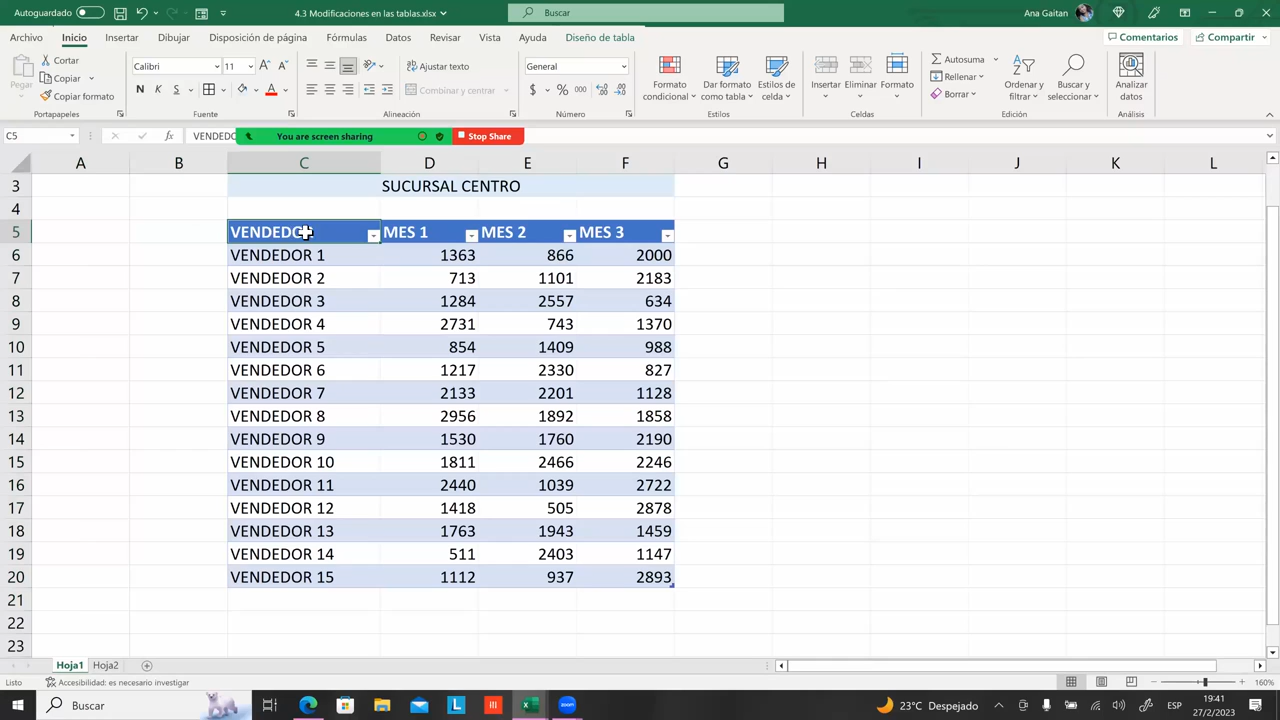 Autoguardado 4.3 Modificaciones en las tablas.xlsx Buscar Ana Gaitan
Archivo Inicio Insertar Dibujar Disposición de página Fórmulas Datos Revisar Vista Ayuda Diseño de tabla Comentarios Compartir
Pegar Cortar Calibri 11 Ajustar texto General Formato condicional Dar formato como tabla Estilos de celda Insertar Eliminar Formato Autosuma Ordenar y filtrar Buscar y seleccionar Analizar datos
Copiar N K S A Combinar y centrar $ % 000 Rellenar
Copiar formato Borrar
Portapapeles Fuente Alineación Número Estilos Celdas Edición Análisis
C5 fx VENDEDO You are screen sharing Stop Share
A B C D E F G H I J K L
3 SUCURSAL CENTRO
4
5 VENDEDO MES 1 MES 2 MES 3
6 VENDEDOR 1 1363 866 2000
7 VENDEDOR 2 713 1101 2183
8 VENDEDOR 3 1284 2557 634
9 VENDEDOR 4 2731 743 1370
10 VENDEDOR 5 854 1409 988
11 VENDEDOR 6 1217 2330 827
12 VENDEDOR 7 2133 2201 1128
13 VENDEDOR 8 2956 1892 1858
14 VENDEDOR 9 1530 1760 2190
15 VENDEDOR 10 1811 2466 2246
16 VENDEDOR 11 2440 1039 2722
17 VENDEDOR 12 1418 505 2878
18 VENDEDOR 13 1763 1943 1459
19 VENDEDOR 14 511 2403 1147
20 VENDEDOR 15 1112 937 2893
21
22
23
Hoja1 Hoja2
Listo Accesibilidad: es necesario investigar 160%
Buscar L zoom 23°C Despejado ESP 19:41
27/2/2023